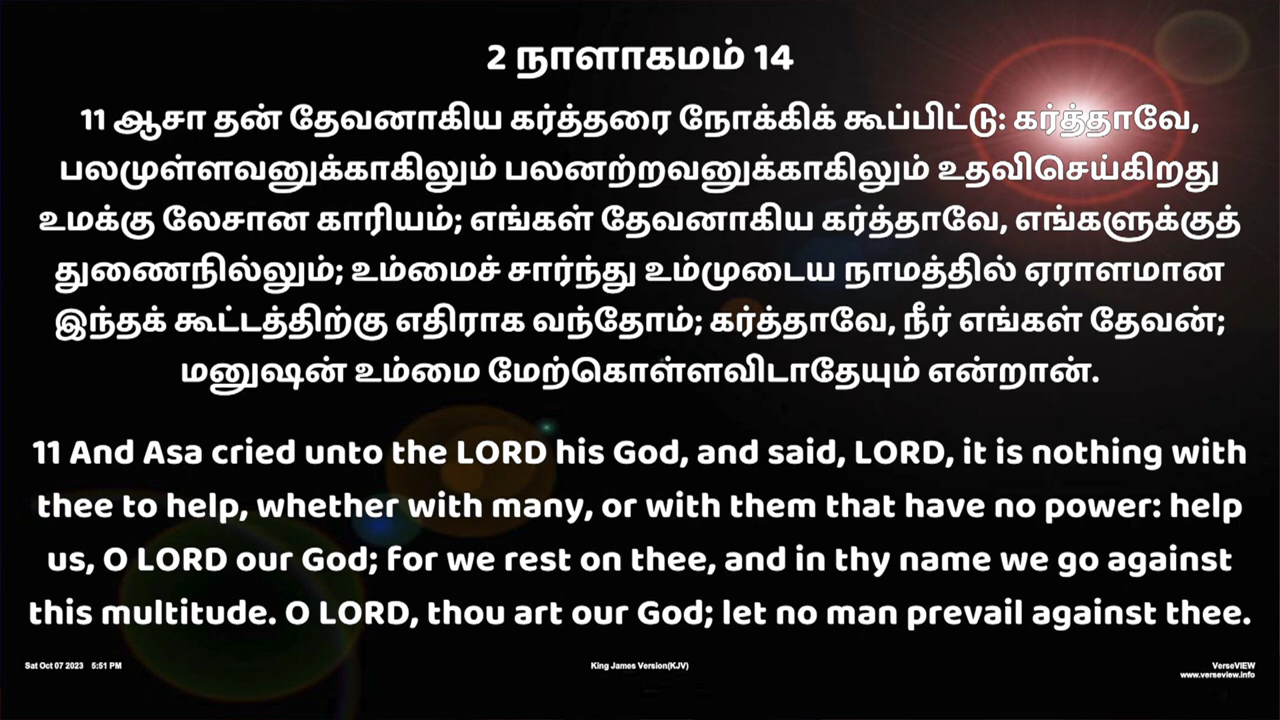 2 நாளாகமம் 14
11 ஆசா தன் தேவனாகிய கர்த்தரை நோக்கிக் கூப்பிட்டு: கர்த்தாவே,
பலமுள்ளவனுக்காகிலும் பலனற்றவனுக்காகிலும் உதவிசெய்கிறது
உமக்கு லேசான காரியம்; எங்கள் தேவனாகிய கர்த்தாவே, எங்களுக்குத்
துணைநில்லும்; உம்மைச் சார்ந்து உம்முடைய நாமத்தில் ஏராளமான
இந்தக் கூட்டத்திற்கு எதிராக வந்தோம்; கர்த்தாவே, நீர் எங்கள் தேவன்;
மனுஷன் உம்மை மேற்கொள்ளவிடாதேயும் என்றான்.
11 And Asa cried unto the LORD his God, and said, LORD, it is nothing with
thee to help, whether with many, or with them that have no power: help
us, O LORD our God; for we rest on thee, and in thy name we go against
this multitude. O LORD, thou art our God; let no man prevail against thee.
Sat Oct 07 2023 5:51 PM
King James Version(KJV)
VerseVIEW
www.verseview.info